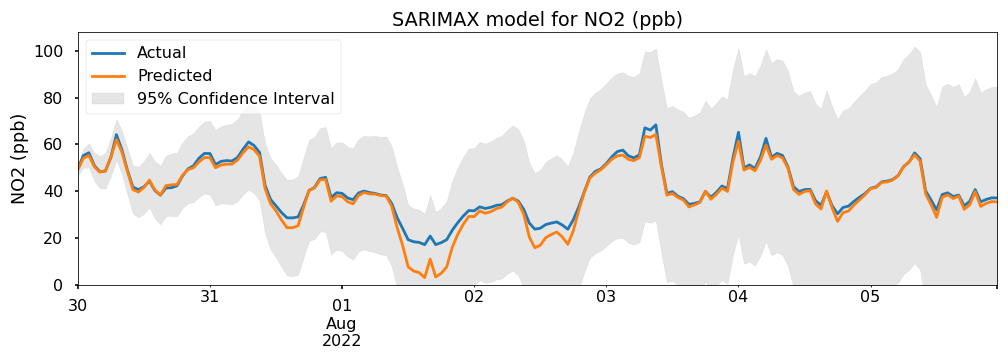 SARIMAX model for NO2 (ppb)
Actual
Predicted
95% Confidence Interval
NO2 (ppb)
100
80
60
40
20
0
30
31
01
02
03
04
05
Aug
2022